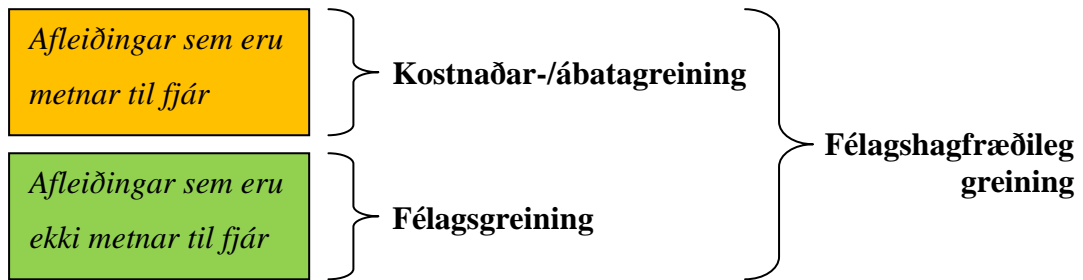 Afleiðingar sem eru
metnar til fjár
Kostnaðar-/ábatagreining
Afleiðingar sem eru
ekki metnar til fjár
Félagsgreining
Félagshagfræðileg
greining